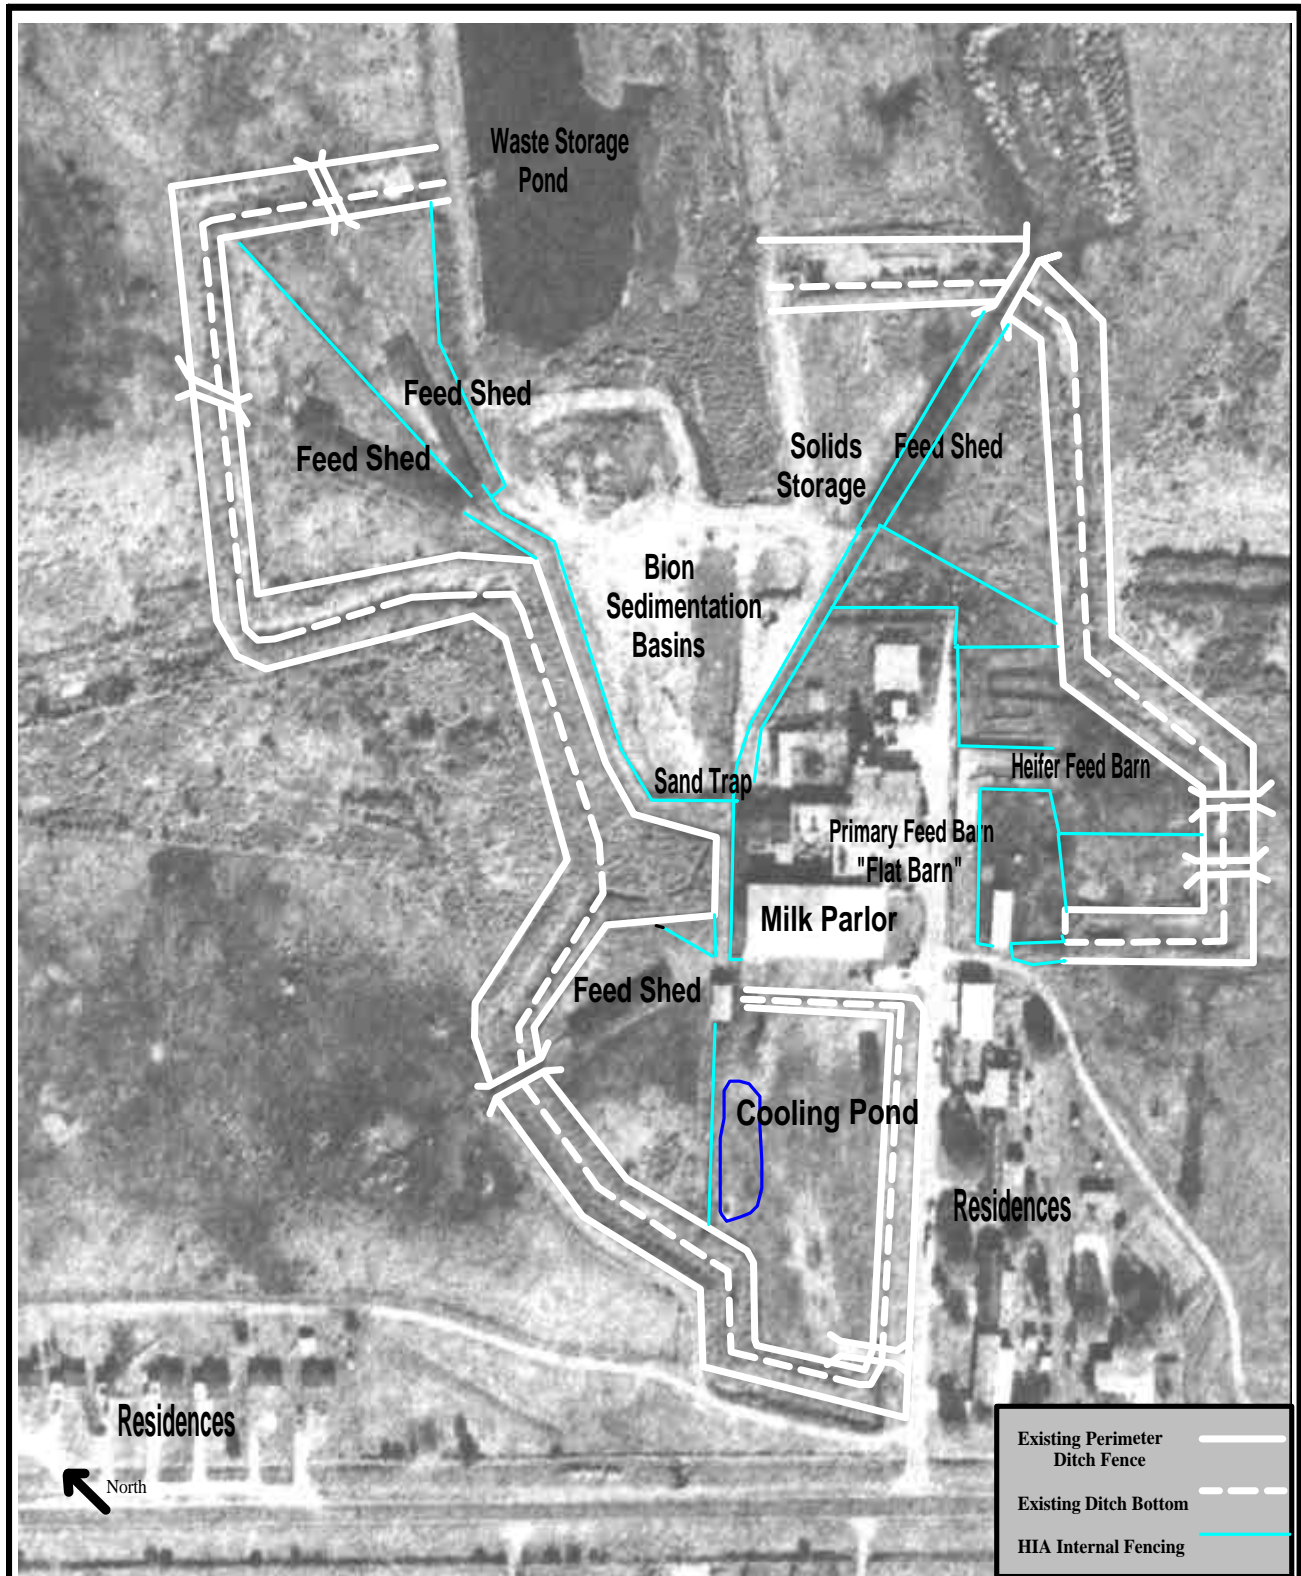 Waste Storage
Pond
Feed Shed
Feed Shed
Solids
Storage
Feed Shed
Bion
Sedimentation
Basins
Sand Trap
Heifer Feed Barn
Primary Feed Barn
"Flat Barn"
Milk Parlor
Feed Shed
Cooling Pond
Residences
Residences
North
Existing Perimeter
Ditch Fence
Existing Ditch Bottom
HIA Internal Fencing